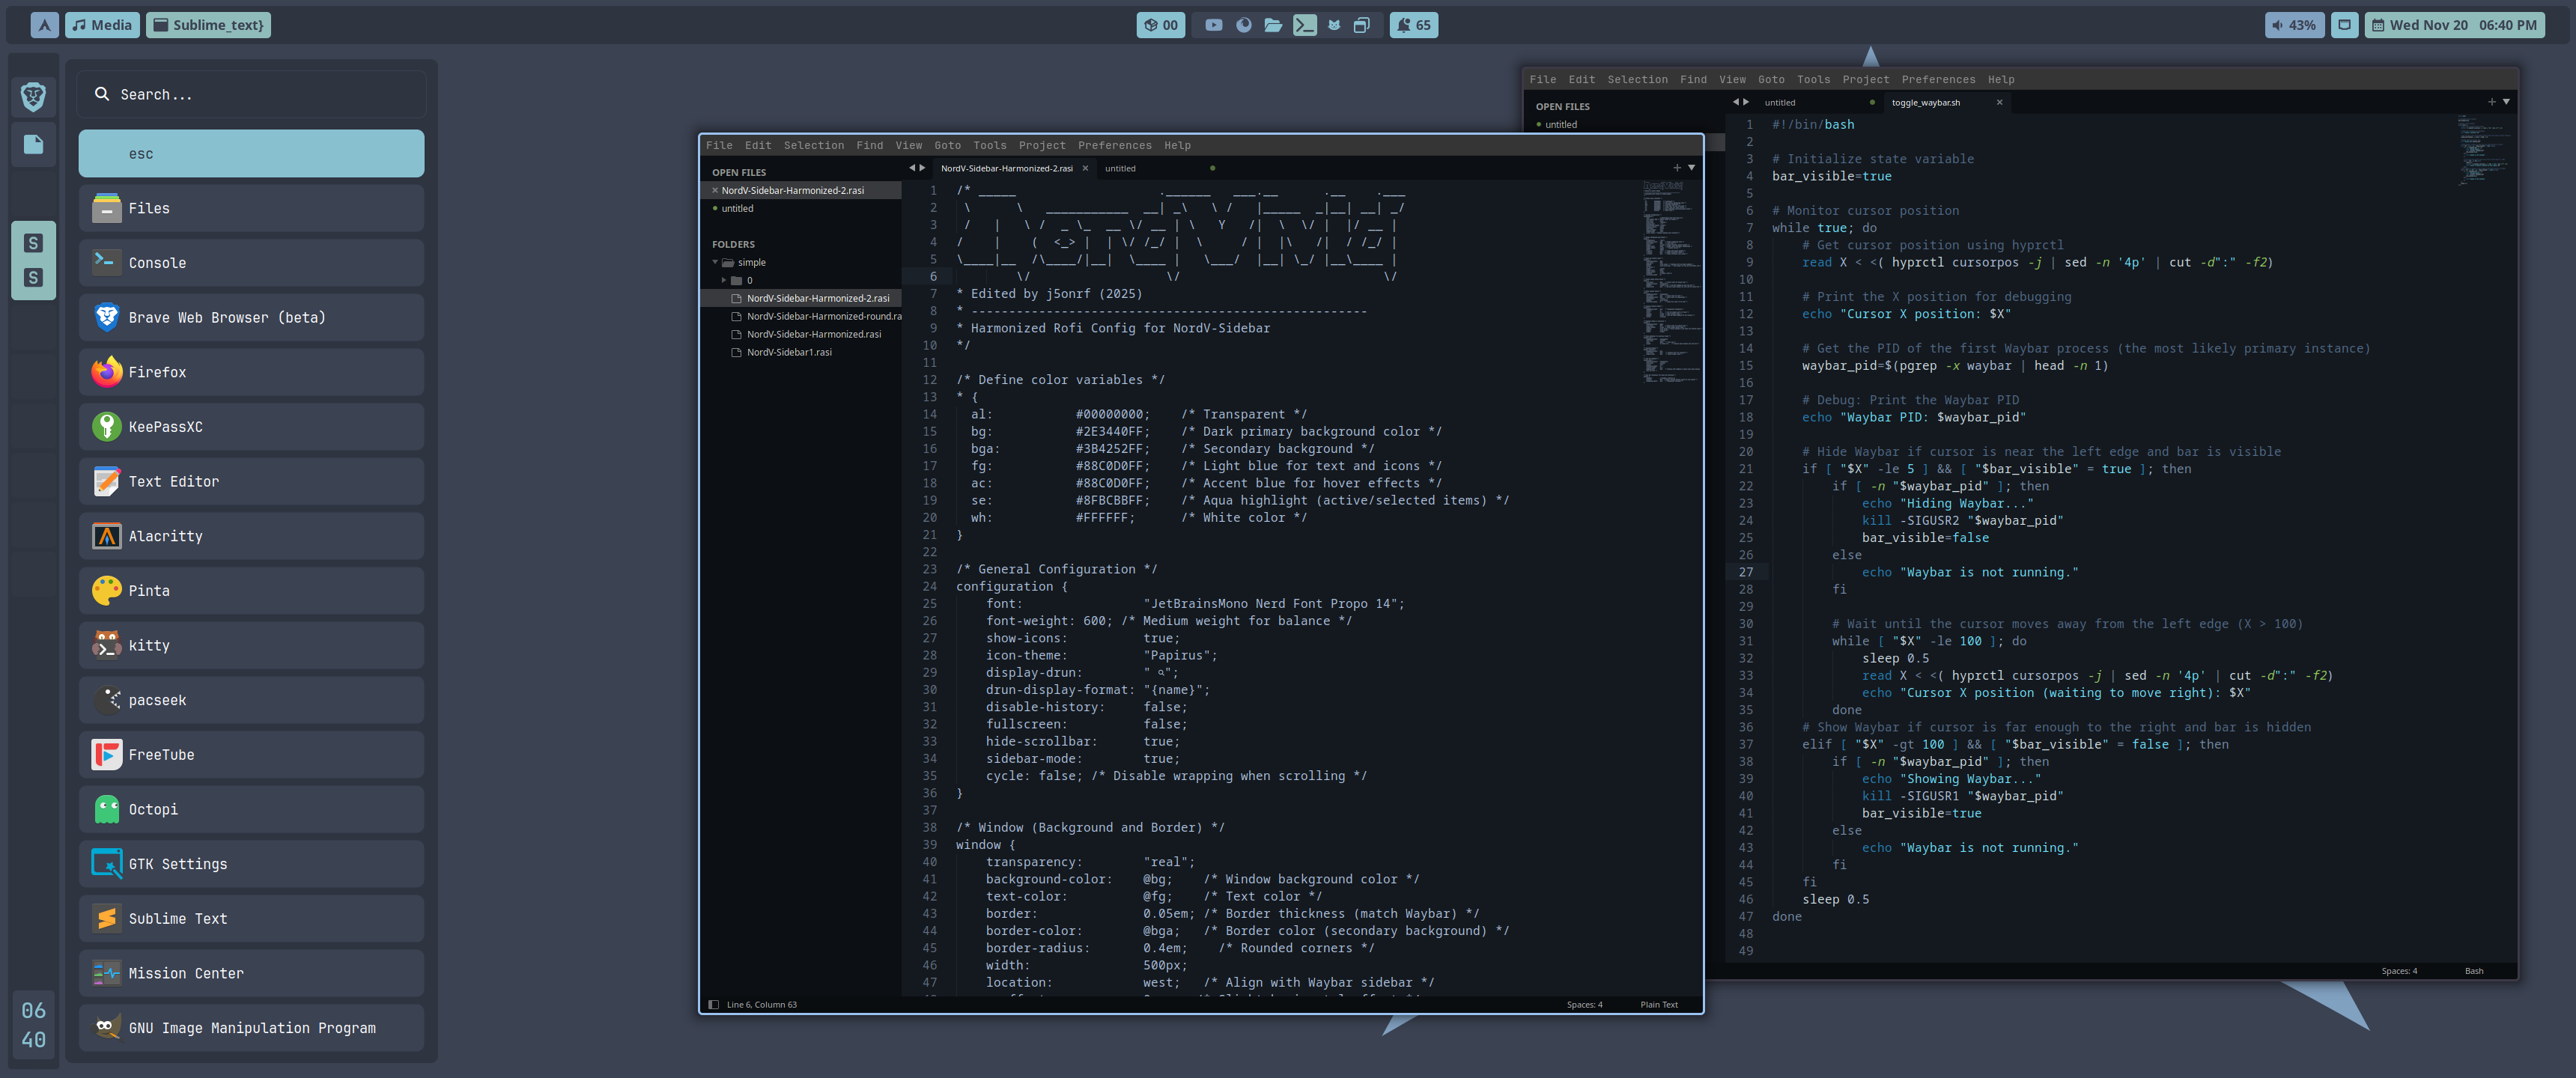 Media
Sublime_text}
00
65
43%
Wed Nov 20 06:40 PM
Search...
esc
Files
Console
Brave Web Browser (beta)
Firefox
KeePassXC
Text Editor
Alacritty
Pinta
kitty
pacseek
FreeTube
Octopi
GTK Settings
Sublime Text
Mission Center
GNU Image Manipulation Program
S
S
06
40
File Edit Selection Find View Goto Tools Project Preferences Help
OPEN FILES
NordV-Sidebar-Harmonized-2.rasi
untitled
FOLDERS
simple
0
NordV-Sidebar-Harmonized-2.rasi
NordV-Sidebar-Harmonized-round.ra
NordV-Sidebar-Harmonized.rasi
NordV-Sidebar1.rasi
NordV-Sidebar-Harmonized-2.rasi
untitled
7 * Edited by j5onrf (2025)
8 * -----------------------------------------------------
9 * Harmonized Rofi Config for NordV-Sidebar
10 */
11
12 /* Define color variables */
13 * {
14 al: #00000000; /* Transparent */
15 bg: #2E3440FF; /* Dark primary background color */
16 bga: #3B4252FF; /* Secondary background */
17 fg: #88C0D0FF; /* Light blue for text and icons */
18 ac: #88C0D0FF; /* Accent blue for hover effects */
19 se: #8FBCBBFF; /* Aqua highlight (active/selected items) */
20 wh: #FFFFFF; /* White color */
21 }
22
23 /* General Configuration */
24 configuration {
25 font: "JetBrainsMono Nerd Font Propo 14";
26 font-weight: 600; /* Medium weight for balance */
27 show-icons: true;
28 icon-theme: "Papirus";
29 display-drun: " ";
30 drun-display-format: "{name}";
31 disable-history: false;
32 fullscreen: false;
33 hide-scrollbar: true;
34 sidebar-mode: true;
35 cycle: false; /* Disable wrapping when scrolling */
36 }
37
38 /* Window (Background and Border) */
39 window {
40 transparency: "real";
41 background-color: @bg; /* Window background color */
42 text-color: @fg; /* Text color */
43 border: 0.05em; /* Border thickness (match Waybar) */
44 border-color: @bga; /* Border color (secondary background) */
45 border-radius: 0.4em; /* Rounded corners */
46 width: 500px;
47 location: west; /* Align with Waybar sidebar */
Line 6, Column 63
Spaces: 4
Plain Text
File Edit Selection Find View Goto Tools Project Preferences Help
OPEN FILES
untitled
untitled
toggle_waybar.sh
1 #!/bin/bash
2
3 # Initialize state variable
4 bar_visible=true
5
6 # Monitor cursor position
7 while true; do
8 # Get cursor position using hyprctl
9 read X < <( hyprctl cursorpos -j | sed -n '4p' | cut -d":" -f2)
10
11 # Print the X position for debugging
12 echo "Cursor X position: $X"
13
14 # Get the PID of the first Waybar process (the most likely primary instance)
15 waybar_pid=$(pgrep -x waybar | head -n 1)
16
17 # Debug: Print the Waybar PID
18 echo "Waybar PID: $waybar_pid"
19
20 # Hide Waybar if cursor is near the left edge and bar is visible
21 if [ "$X" -le 5 ] && [ "$bar_visible" = true ]; then
22 if [ -n "$waybar_pid" ]; then
23 echo "Hiding Waybar..."
24 kill -SIGUSR2 "$waybar_pid"
25 bar_visible=false
26 else
27 echo "Waybar is not running."
28 fi
29
30 # Wait until the cursor moves away from the left edge (X > 100)
31 while [ "$X" -le 100 ]; do
32 sleep 0.5
33 read X < <( hyprctl cursorpos -j | sed -n '4p' | cut -d":" -f2)
34 echo "Cursor X position (waiting to move right): $X"
35 done
36 # Show Waybar if cursor is far enough to the right and bar is hidden
37 elif [ "$X" -gt 100 ] && [ "$bar_visible" = false ]; then
38 if [ -n "$waybar_pid" ]; then
39 echo "Showing Waybar..."
40 kill -SIGUSR1 "$waybar_pid"
41 bar_visible=true
42 else
43 echo "Waybar is not running."
44 fi
45 fi
46 sleep 0.5
47 done
48
49
Spaces: 4
Bash